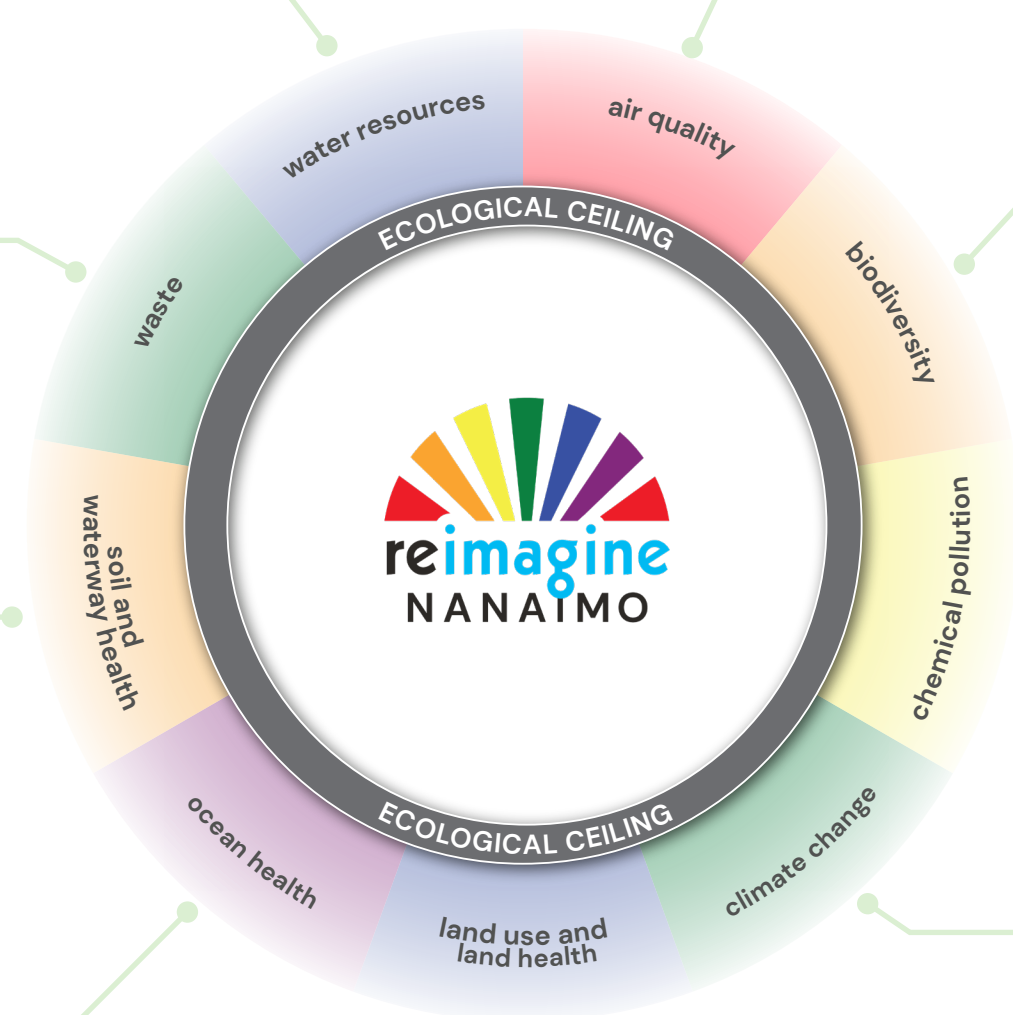 water resources
air quality
biodiversity
chemical pollution
climate change
land use and
land health
ocean health
soil and
waterway health
waste
ECOLOGICAL CEILING
reimagine
NANAIMO
ECOLOGICAL CEILING